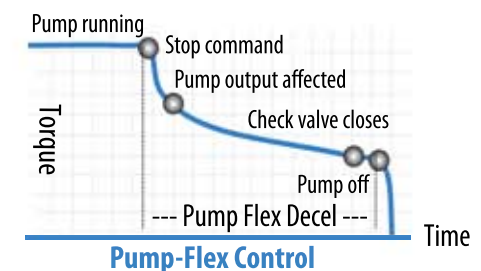 Pump running
Stop command
Pump output affected
Check valve closes
Torque
Pump off
--- Pump Flex Decel ---
Time
Pump-Flex Control